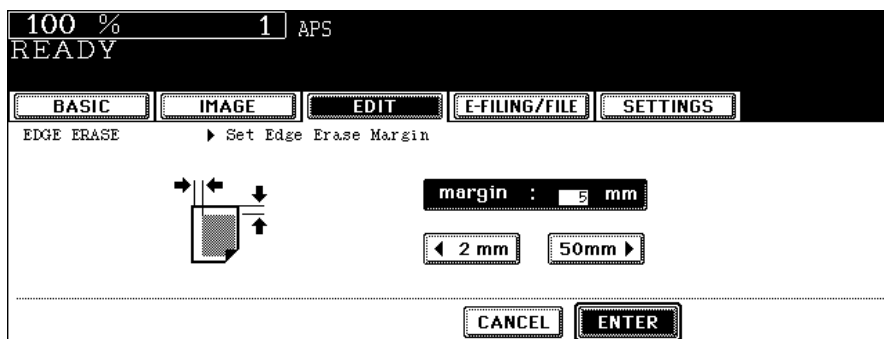 100 % 1 APS
READY
BASIC IMAGE EDIT E-FILING/FILE SETTINGS
EDGE ERASE Set Edge Erase Margin
margin : 5 mm
2 mm 50mm
CANCEL ENTER